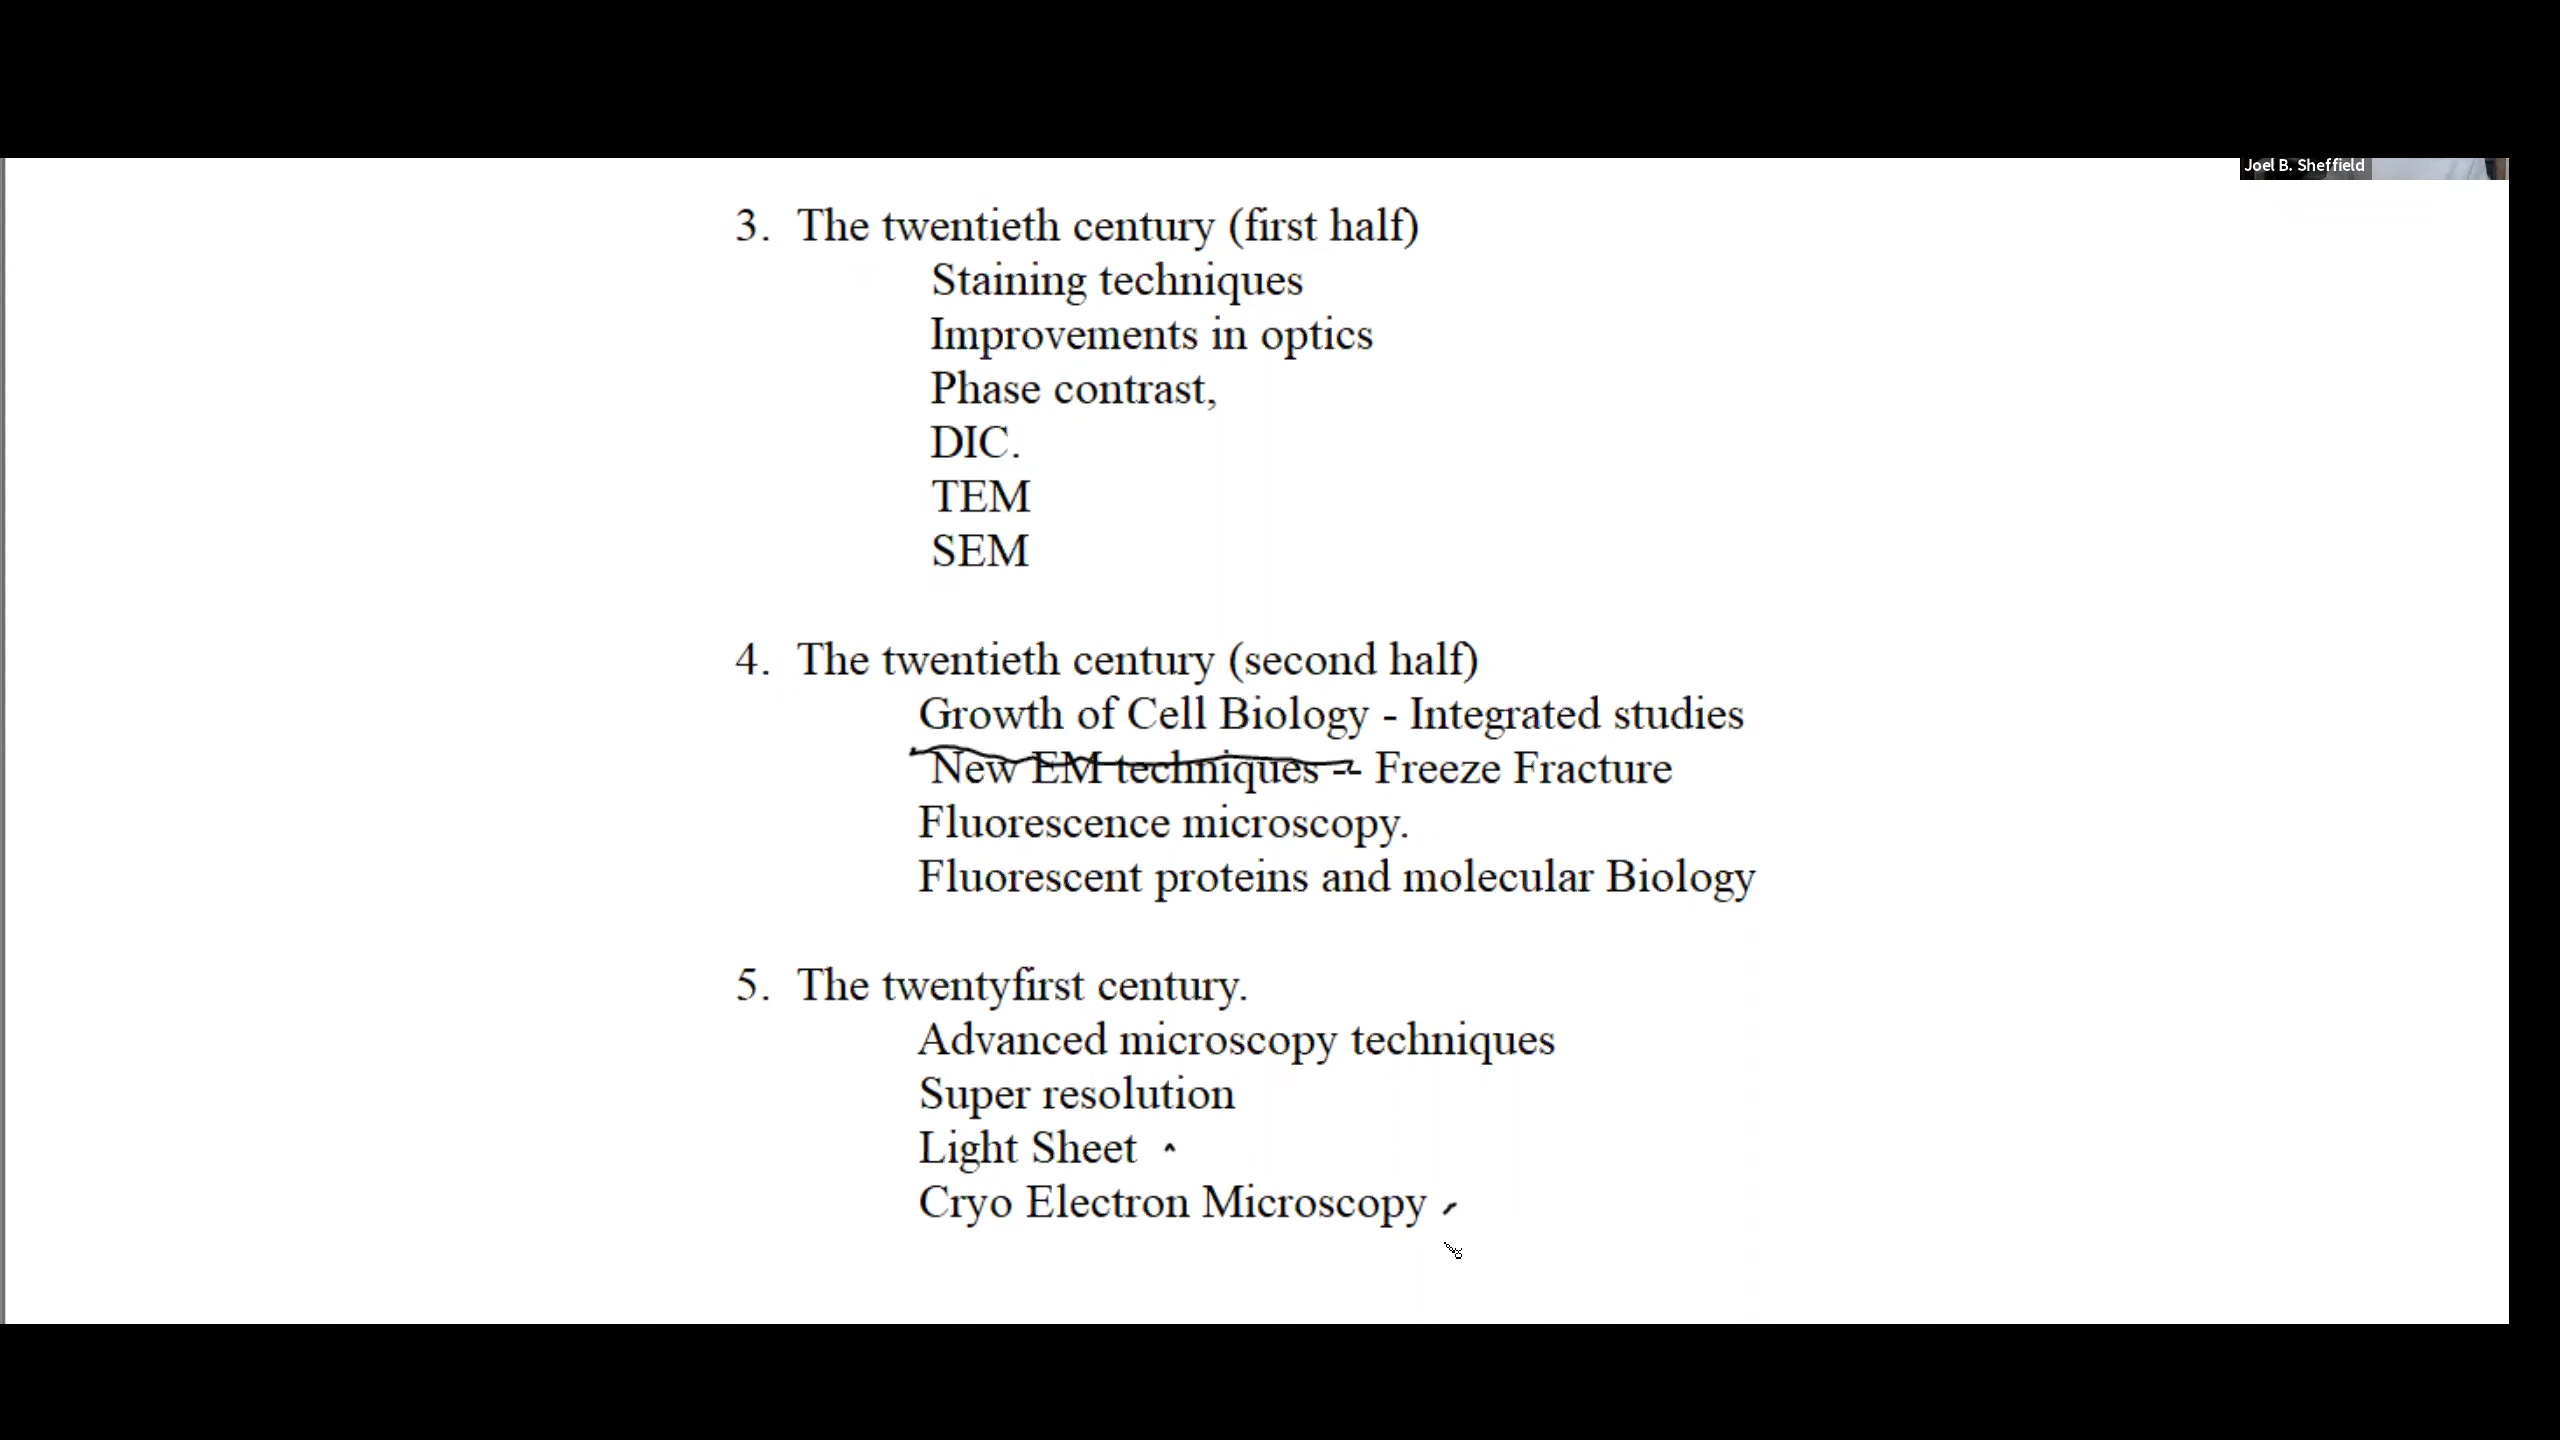 Joel B. Sheffield
3. The twentieth century (first half)
Staining techniques
Improvements in optics
Phase contrast,
DIC.
TEM
SEM
4. The twentieth century (second half)
Growth of Cell Biology - Integrated studies
New EM techniques -- Freeze Fracture
Fluorescence microscopy.
Fluorescent proteins and molecular Biology
5. The twentyfirst century.
Advanced microscopy techniques
Super resolution
Light Sheet
Cryo Electron Microscopy